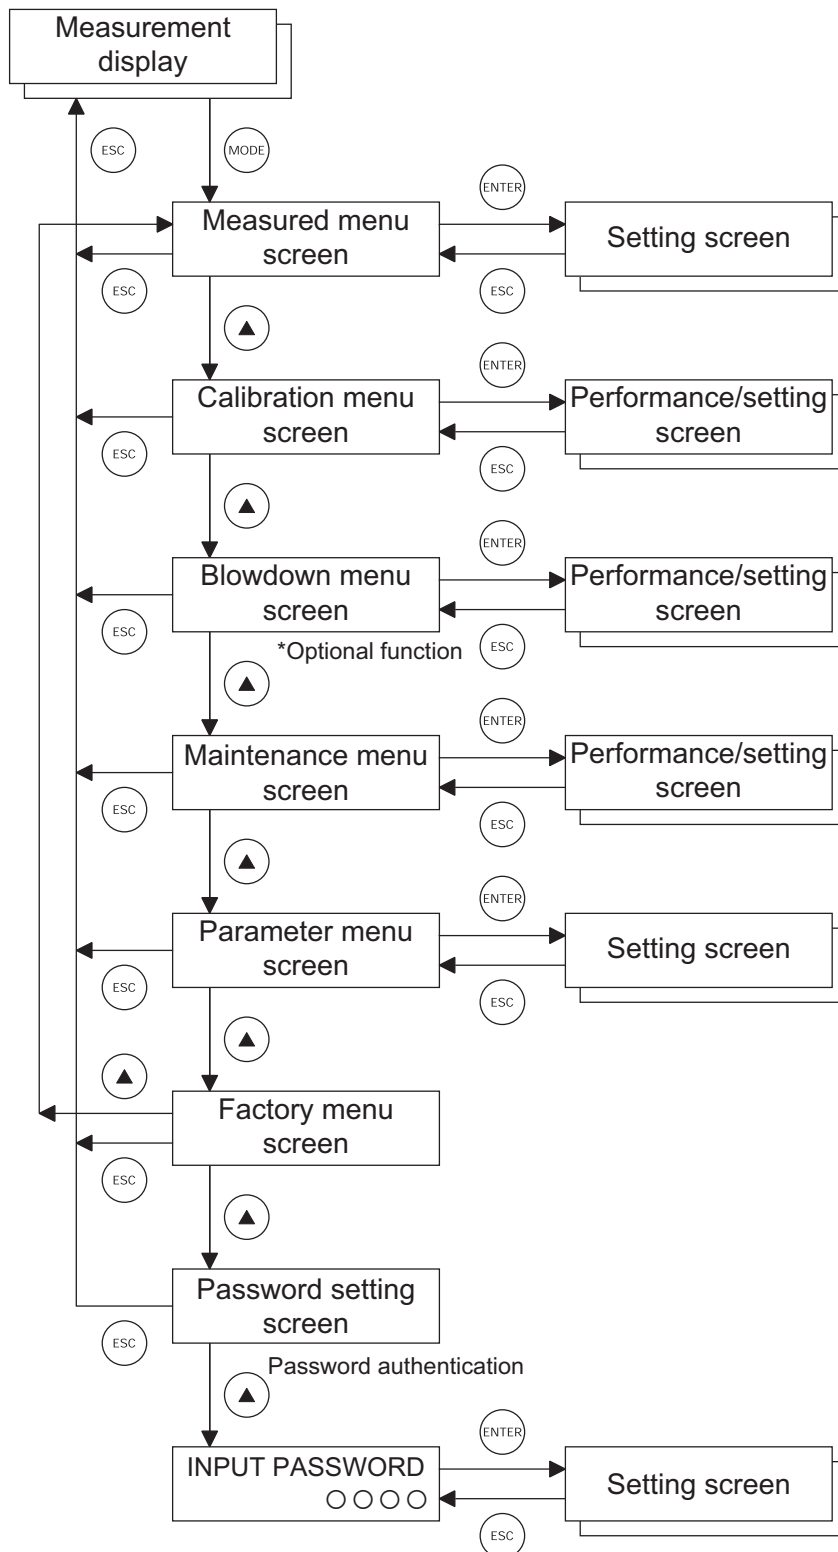 Measurement
display
ESC
MODE
ENTER
Measured menu
screen
Setting screen
ESC
ESC
ENTER
Calibration menu
screen
Performance/setting
screen
ESC
ESC
ENTER
Blowdown menu
screen
Performance/setting
screen
ESC
*Optional function
ESC
ENTER
Maintenance menu
screen
Performance/setting
screen
ESC
ESC
ENTER
Parameter menu
screen
Setting screen
ESC
ESC
Factory menu
screen
ESC
Password setting
screen
ESC
Password authentication
ENTER
INPUT PASSWORD
○○○○
Setting screen
ESC